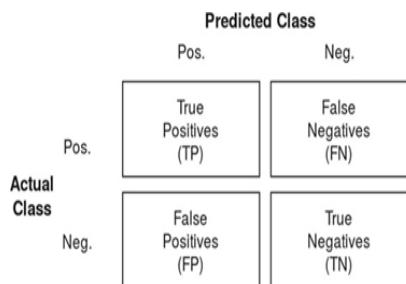 Predicted Class
Pos.
Neg.
True
Positives
(TP)
False
Negatives
(FN)
Pos.
Actual
Class
False
Positives
(FP)
True
Negatives
(TN)
Neg.